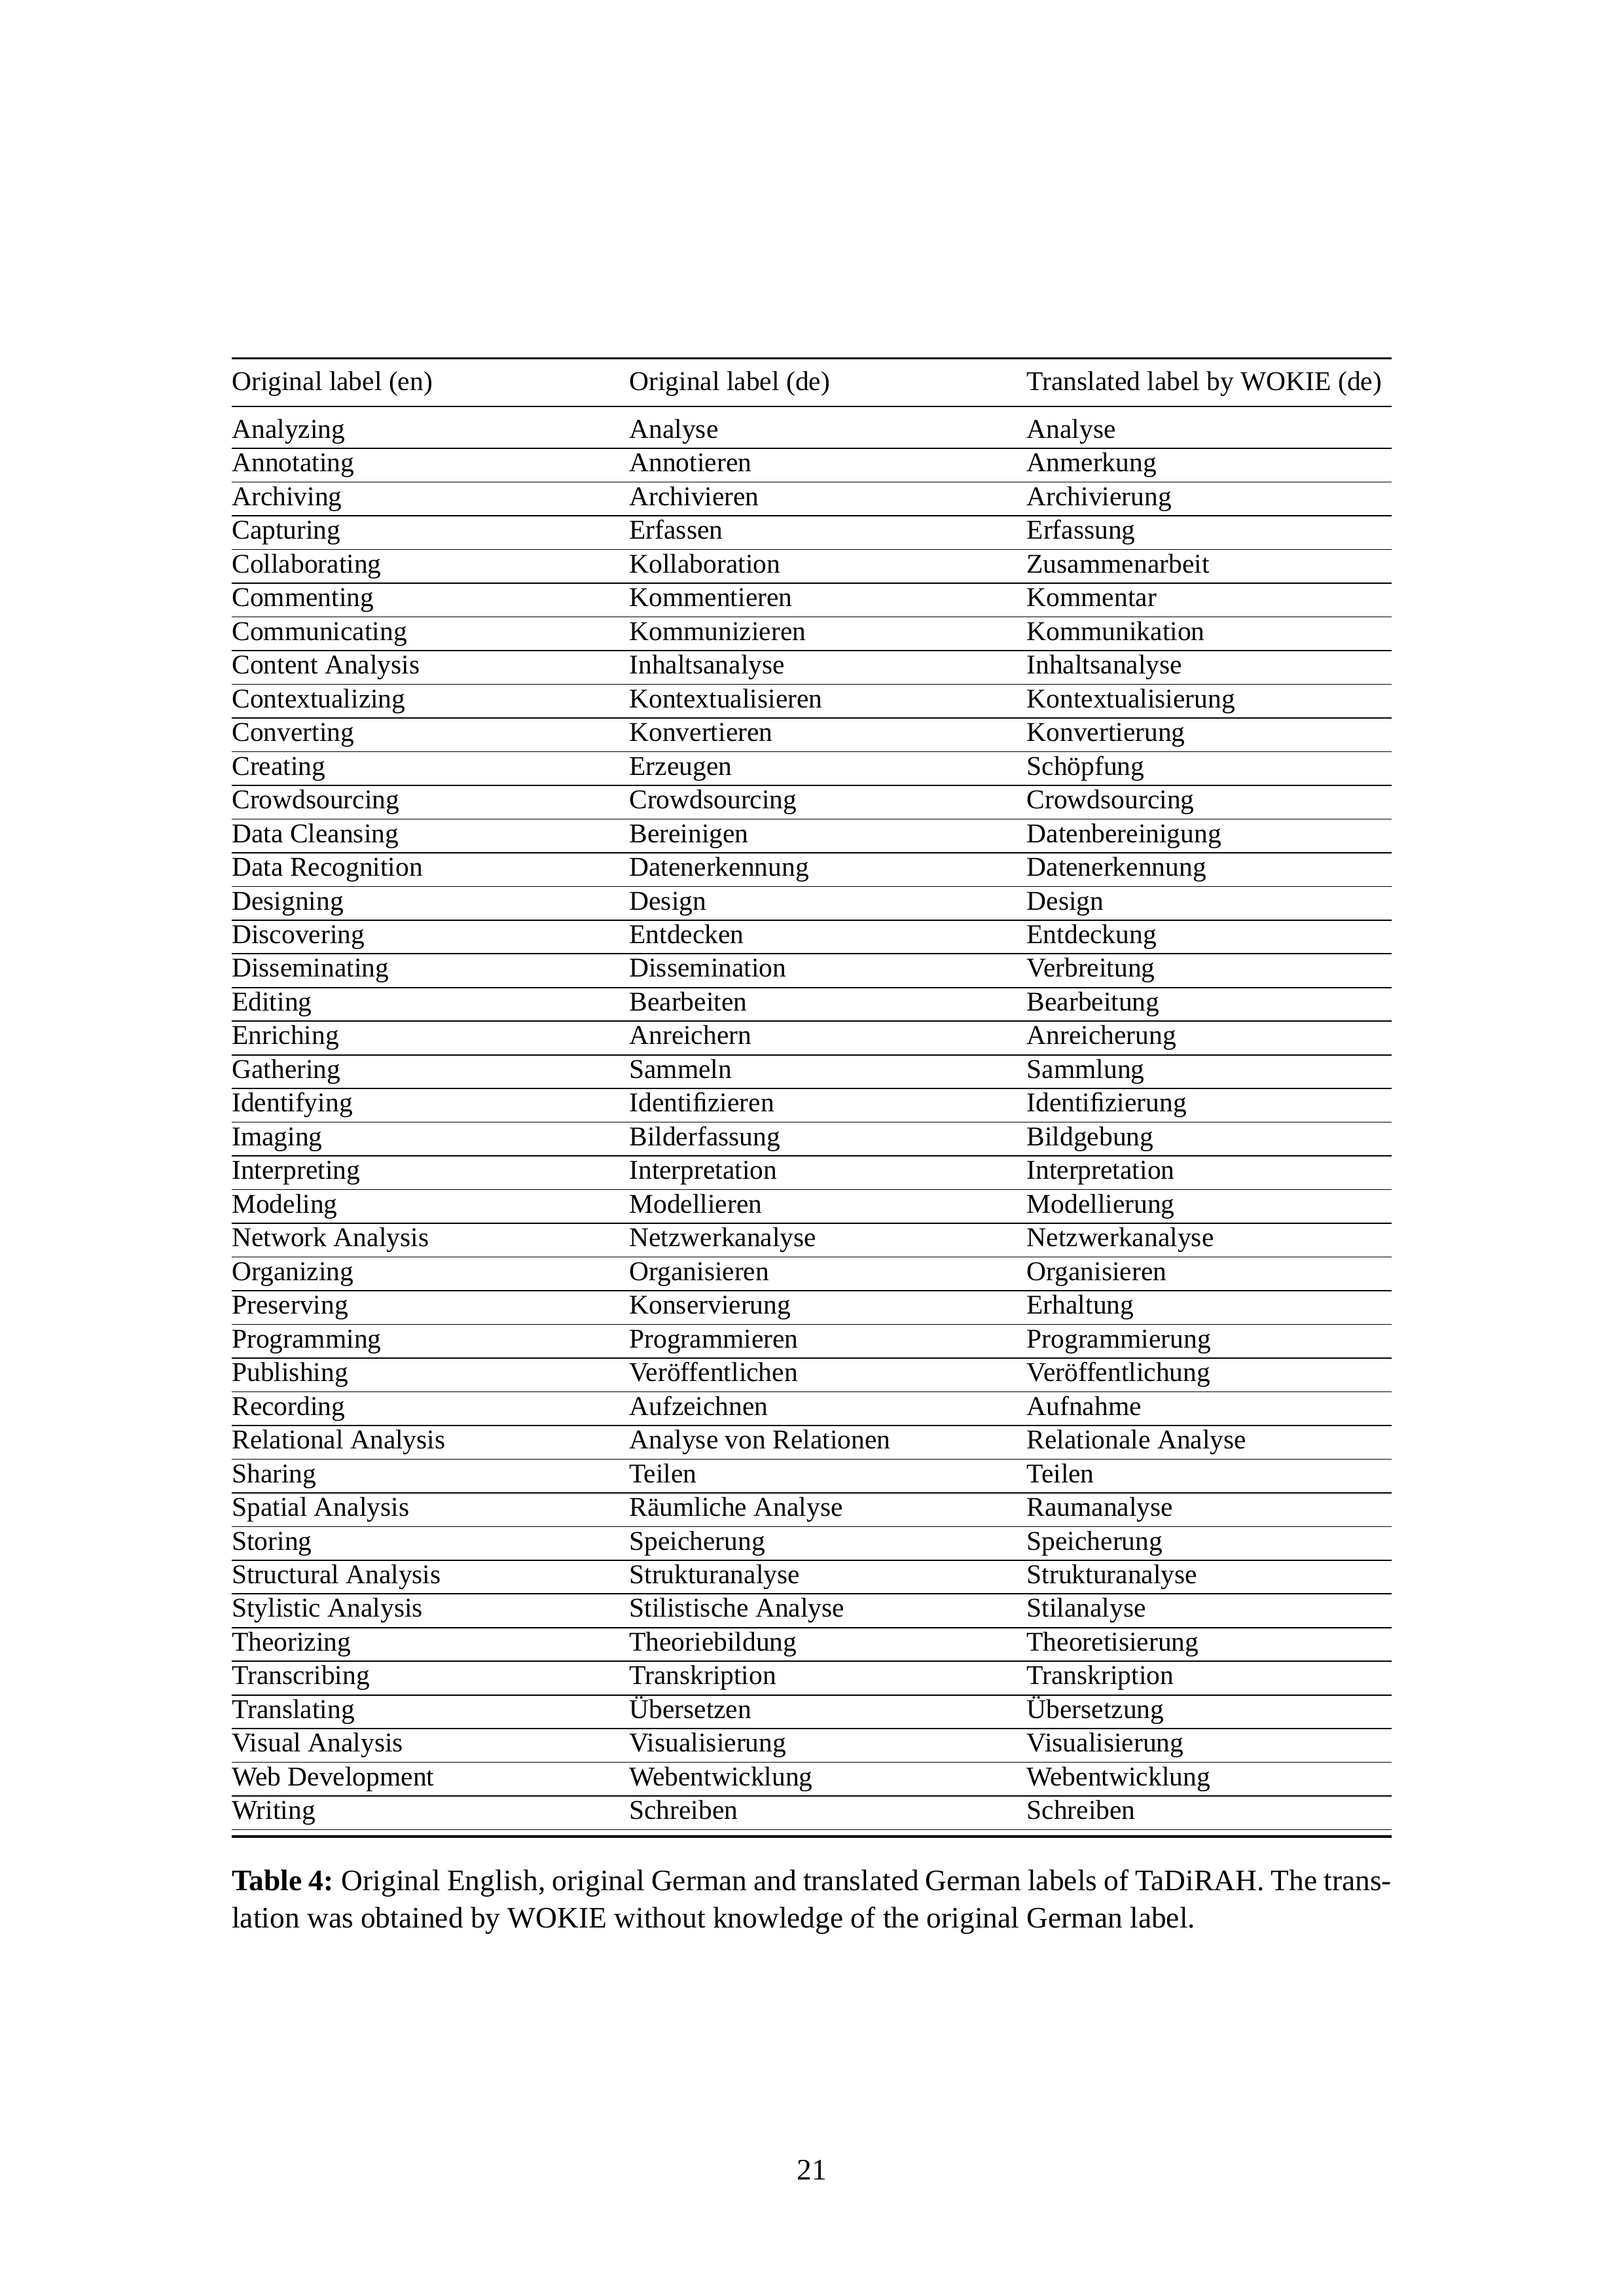 Original label (en) Original label (de) Translated label by WOKIE (de)
Analyzing Analyse Analyse
Annotating Annotieren Anmerkung
Archiving Archivieren Archivierung
Capturing Erfassen Erfassung
Collaborating Kollaboration Zusammenarbeit
Commenting Kommentieren Kommentar
Communicating Kommunizieren Kommunikation
Content Analysis Inhaltsanalyse Inhaltsanalyse
Contextualizing Kontextualisieren Kontextualisierung
Converting Konvertieren Konvertierung
Creating Erzeugen Schöpfung
Crowdsourcing Crowdsourcing Crowdsourcing
Data Cleansing Bereinigen Datenbereinigung
Data Recognition Datenerkennung Datenerkennung
Designing Design Design
Discovering Entdecken Entdeckung
Disseminating Dissemination Verbreitung
Editing Bearbeiten Bearbeitung
Enriching Anreichern Anreicherung
Gathering Sammeln Sammlung
Identifying Identifizieren Identifizierung
Imaging Bilderfassung Bildgebung
Interpreting Interpretation Interpretation
Modeling Modellieren Modellierung
Network Analysis Netzwerkanalyse Netzwerkanalyse
Organizing Organisieren Organisieren
Preserving Konservierung Erhaltung
Programming Programmieren Programmierung
Publishing Veröffentlichen Veröffentlichung
Recording Aufzeichnen Aufnahme
Relational Analysis Analyse von Relationen Relationale Analyse
Sharing Teilen Teilen
Spatial Analysis Räumliche Analyse Raumanalyse
Storing Speicherung Speicherung
Structural Analysis Strukturanalyse Strukturanalyse
Stylistic Analysis Stilistische Analyse Stilanalyse
Theorizing Theoriebildung Theoretisierung
Transcribing Transkription Transkription
Translating Übersetzen Übersetzung
Visual Analysis Visualisierung Visualisierung
Web Development Webentwicklung Webentwicklung
Writing Schreiben Schreiben
Table 4: Original English, original German and translated German labels of TaDiRAH. The trans-
lation was obtained by WOKIE without knowledge of the original German label.
21